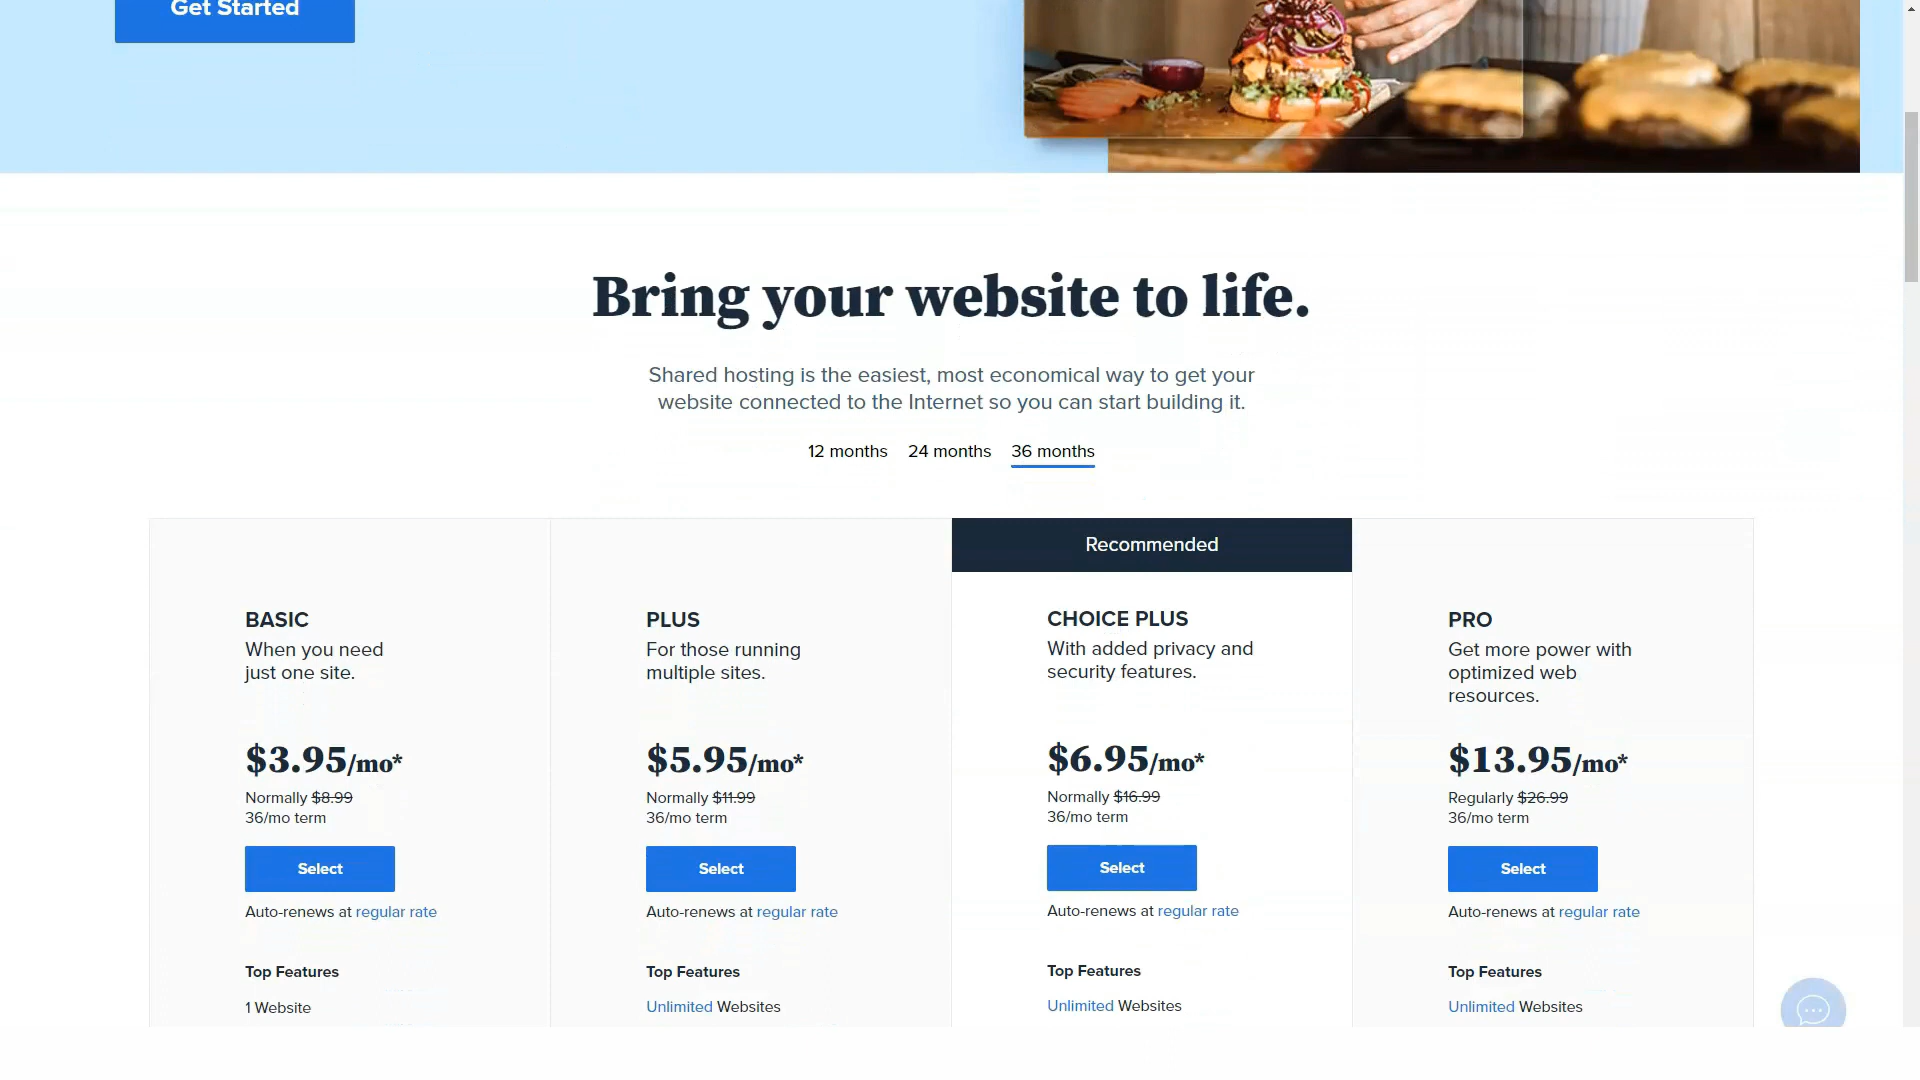 Get Started
Bring your website to life.
Shared hosting is the easiest, most economical way to get your
website connected to the Internet so you can start building it.
12 months 24 months 36 months
Recommended
BASIC
When you need
just one site.
$3.95/mo*
Normally $8.99
36/mo term
Select
Auto-renews at regular rate
Top Features
1 Website
PLUS
For those running
multiple sites.
$5.95/mo*
Normally $11.99
36/mo term
Select
Auto-renews at regular rate
Top Features
Unlimited Websites
CHOICE PLUS
With added privacy and
security features.
$6.95/mo*
Normally $16.99
36/mo term
Select
Auto-renews at regular rate
Top Features
Unlimited Websites
PRO
Get more power with
optimized web
resources.
$13.95/mo*
Regularly $26.99
36/mo term
Select
Auto-renews at regular rate
Top Features
Unlimited Websites